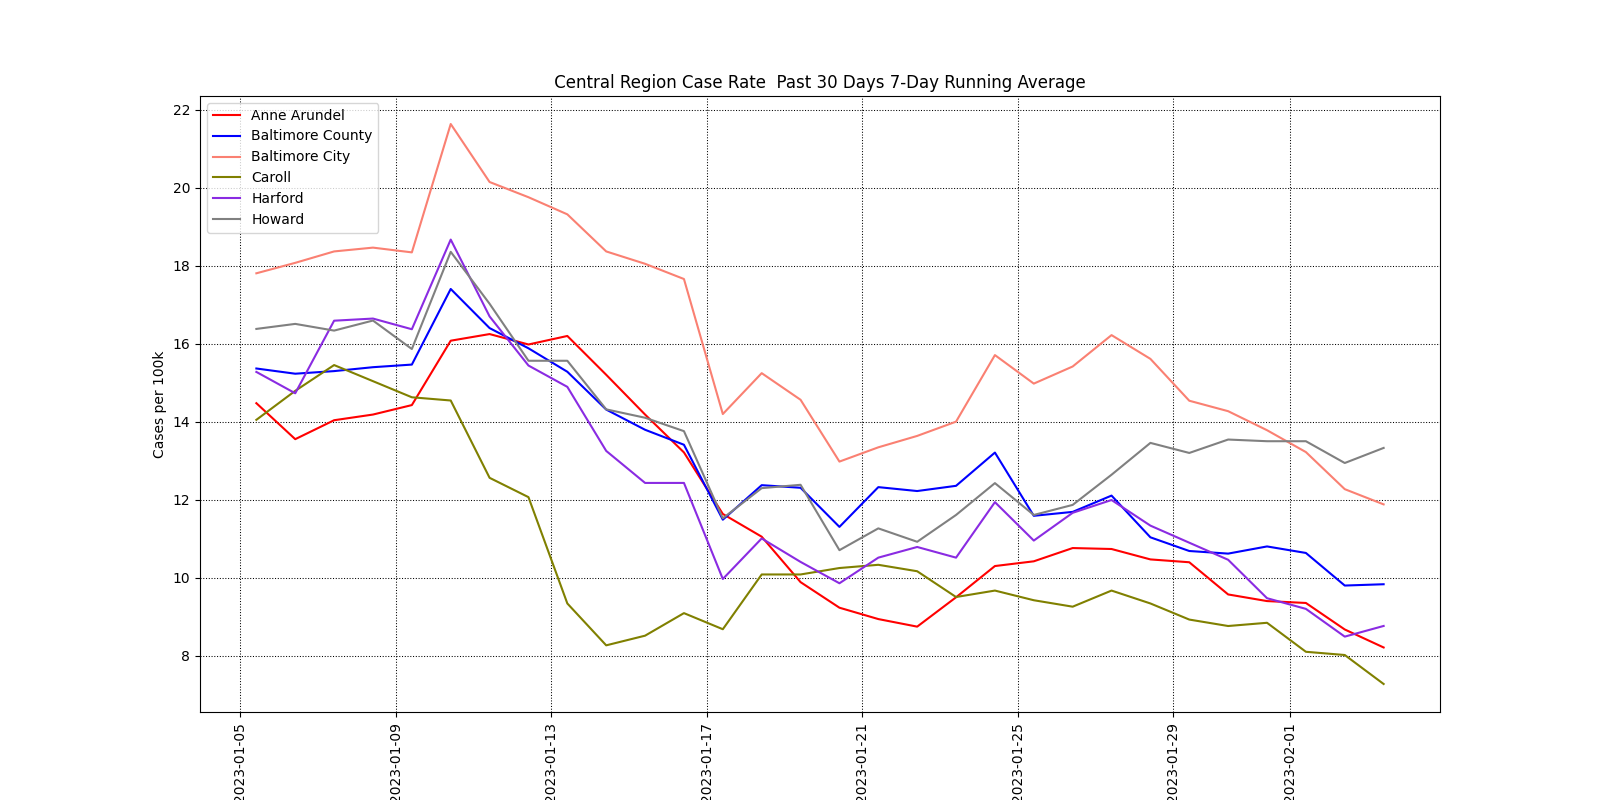 Central Region Case Rate  Past 30 Days 7-Day Running Average
Anne Arundel
Baltimore County
Baltimore City
Caroll
Harford
Howard
Cases per 100k
22
20
18
16
14
12
10
8
2023-01-05
2023-01-09
2023-01-13
2023-01-17
2023-01-21
2023-01-25
2023-01-29
2023-02-01